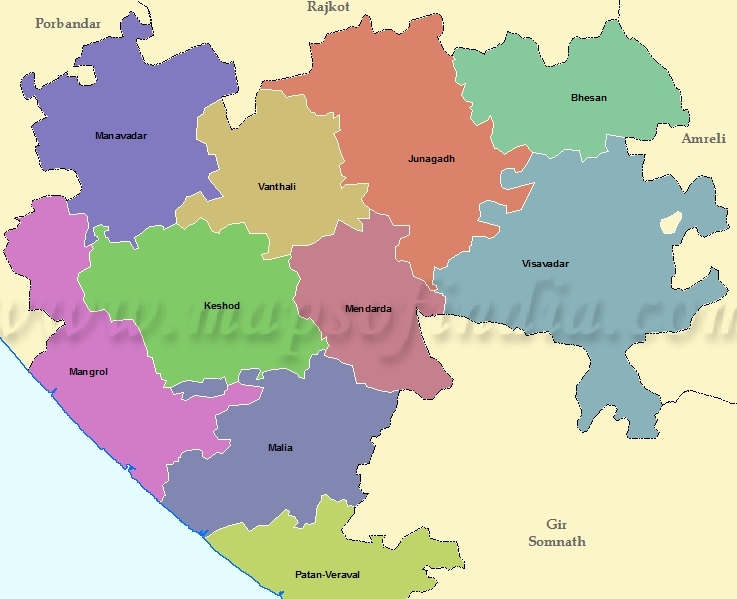 Rajkot
Porbandar
Bhesan
Manavadar
Amreli
Junagadh
Vanthali
Visavadar
Keshod
Mendarda
www.mapsofindia.com
Mangrol
Malia
Gir
Somnath
Patan-Veraval